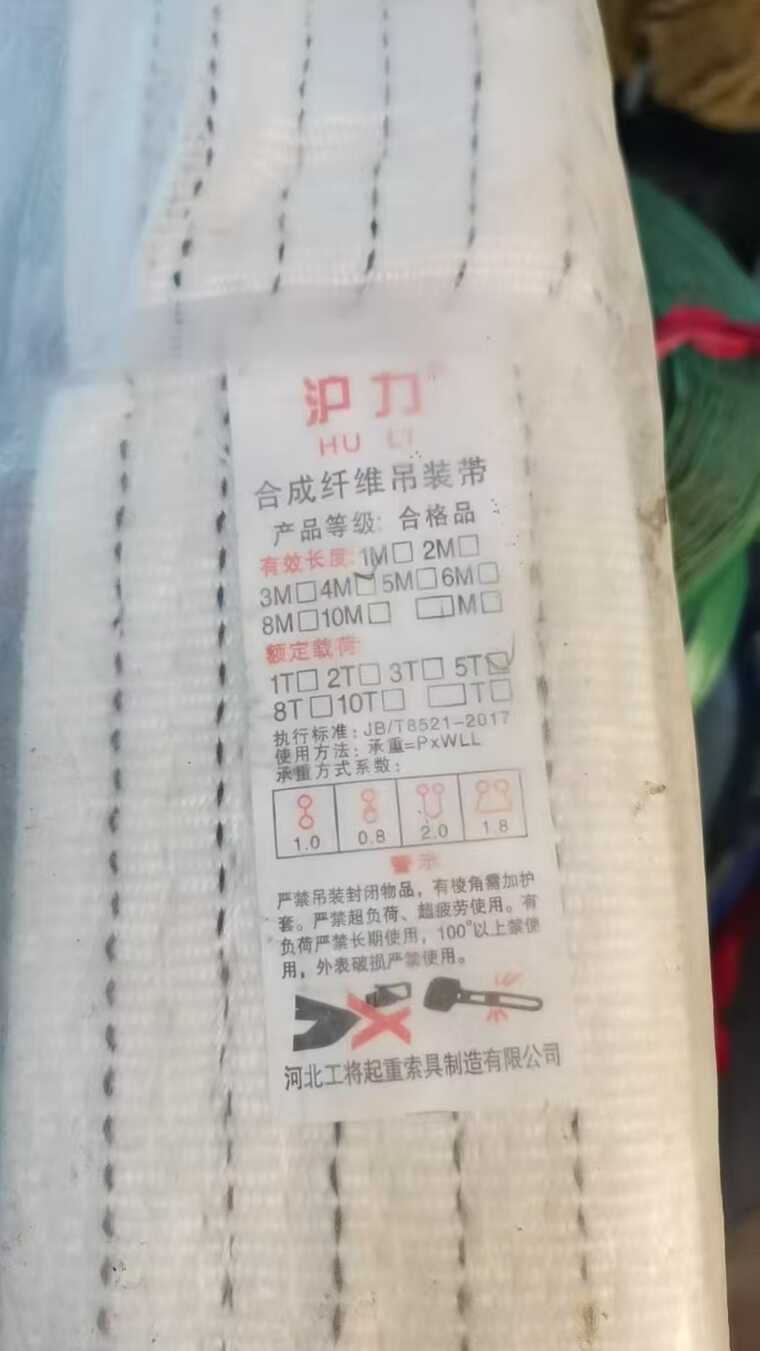 沪力
HU LI
合成纤维吊装带
产品等级: 合格品
有效长度: 1M□ 2M□
3M□ 4M☑ 5M□ 6M□
8M□ 10M□ □M□
额定载荷:
1T□ 2T□ 3T□ 5T☑
8T□ 10T□ □T□
执行标准: JB/T8521-2017
使用方法: 承重=PxWLL
承重方式系数:
1.0 0.8 2.0 1.8
警示
严禁吊装封闭物品，有棱角需加护
套。严禁超负荷、超疲劳使用。有
负荷严禁长期使用，100°以上禁使
用，外表破损严禁使用。
河北工将起重索具制造有限公司